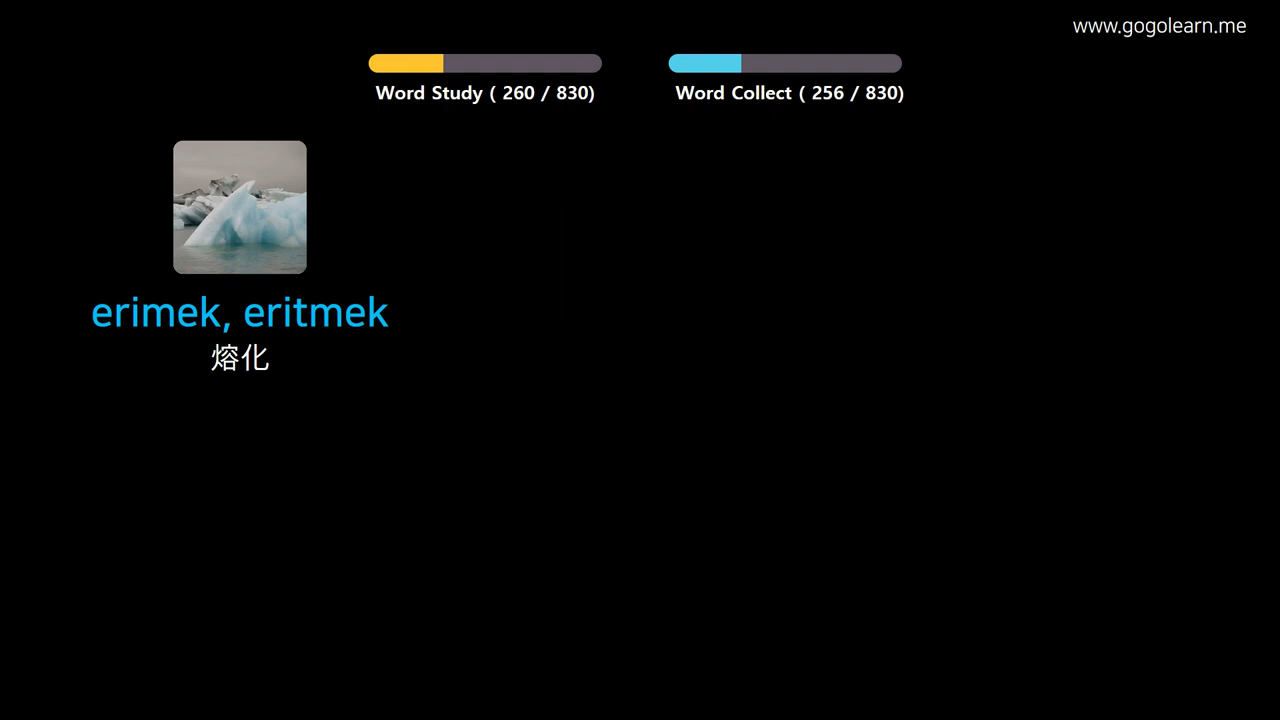 www.gogolearn.me
Word Study ( 260 / 830)
Word Collect ( 256 / 830)
erimek, eritmek
熔化